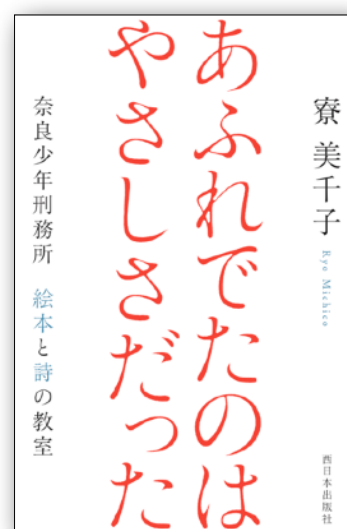 寮 美千子
Ryo Michico
あふれでたのは
やさしさだった
奈良少年刑務所 絵本と詩の教室
西日本出版社